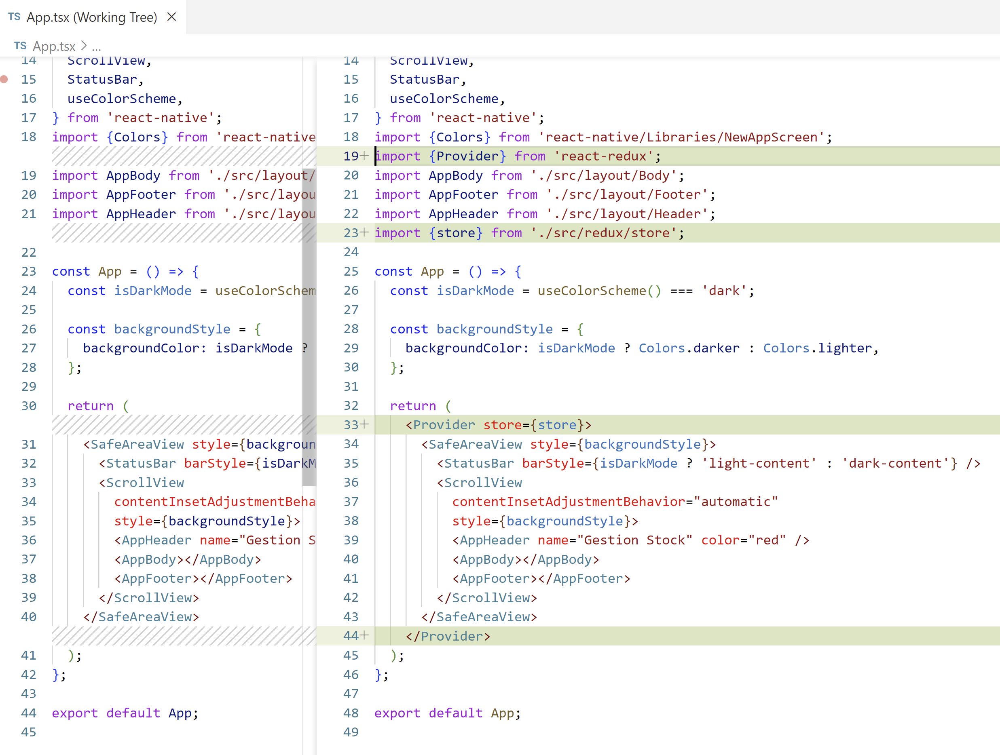 TS App.tsx (Working Tree) ×
TS App.tsx > ...
14 ScrollView,
15 StatusBar,
16 useColorScheme,
17 } from 'react-native';
18 import {Colors} from 'react-native
19 import AppBody from './src/layout/
20 import AppFooter from './src/layou
21 import AppHeader from './src/layou
22
23 const App = () => {
24 const isDarkMode = useColorSchem
25
26 const backgroundStyle = {
27 backgroundColor: isDarkMode ?
28 };
29
30 return (
31 <SafeAreaView style={backgroun
32 <StatusBar barStyle={isDarkM
33 <ScrollView
34 contentInsetAdjustmentBeha
35 style={backgroundStyle}>
36 <AppHeader name="Gestion S
37 <AppBody></AppBody>
38 <AppFooter></AppFooter>
39 </ScrollView>
40 </SafeAreaView>
41 );
42 };
43
44 export default App;
45
14 ScrollView,
15 StatusBar,
16 useColorScheme,
17 } from 'react-native';
18 import {Colors} from 'react-native/Libraries/NewAppScreen';
19+ import {Provider} from 'react-redux';
20 import AppBody from './src/layout/Body';
21 import AppFooter from './src/layout/Footer';
22 import AppHeader from './src/layout/Header';
23+ import {store} from './src/redux/store';
24
25 const App = () => {
26 const isDarkMode = useColorScheme() === 'dark';
27
28 const backgroundStyle = {
29 backgroundColor: isDarkMode ? Colors.darker : Colors.lighter,
30 };
31
32 return (
33+ <Provider store={store}>
34 <SafeAreaView style={backgroundStyle}>
35 <StatusBar barStyle={isDarkMode ? 'light-content' : 'dark-content'} />
36 <ScrollView
37 contentInsetAdjustmentBehavior="automatic"
38 style={backgroundStyle}>
39 <AppHeader name="Gestion Stock" color="red" />
40 <AppBody></AppBody>
41 <AppFooter></AppFooter>
42 </ScrollView>
43 </SafeAreaView>
44+ </Provider>
45 );
46 };
47
48 export default App;
49